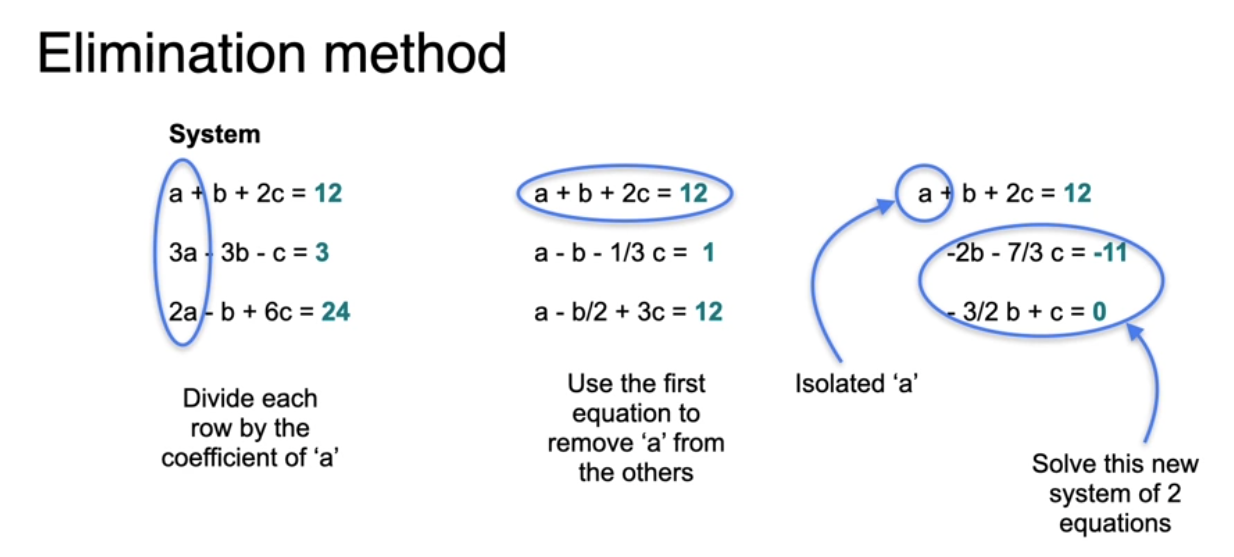 Elimination method
System
a + b + 2c = 12
3a - 3b - c = 3
2a - b + 6c = 24
Divide each
row by the
coefficient of ‘a’
a + b + 2c = 12
a - b - 1/3 c = 1
a - b/2 + 3c = 12
Use the first
equation to
remove ‘a’ from
the others
a + b + 2c = 12
-2b - 7/3 c = -11
- 3/2 b + c = 0
Isolated ‘a’
Solve this new
system of 2
equations